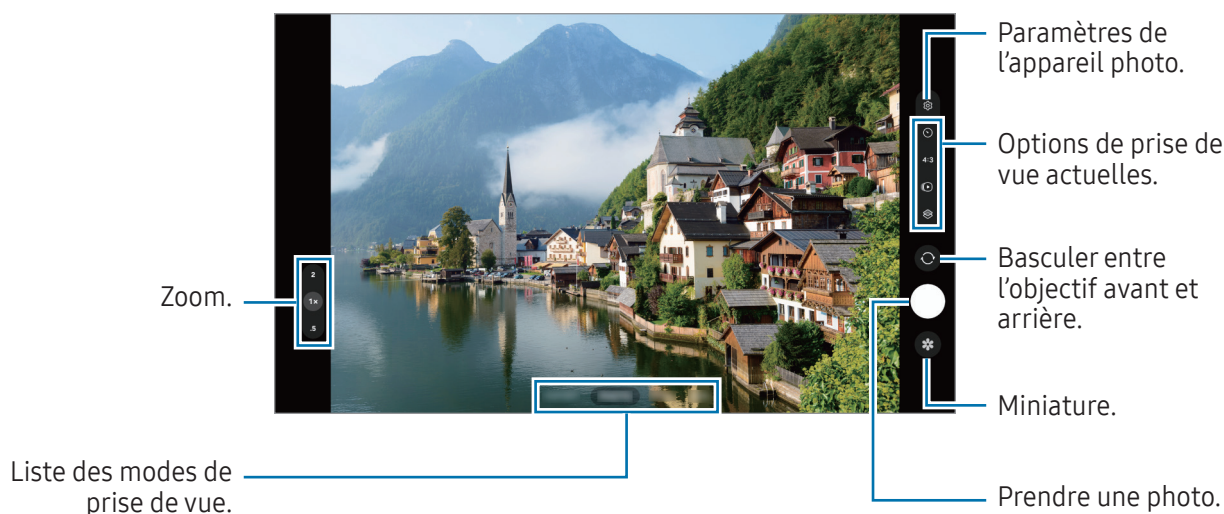 Paramètres de
l'appareil photo.
4:3
Options de prise de
vue actuelles.
Basculer entre
l'objectif avant et
arrière.
2
1×
.5
Zoom.
Miniature.
Liste des modes de
prise de vue.
Prendre une photo.